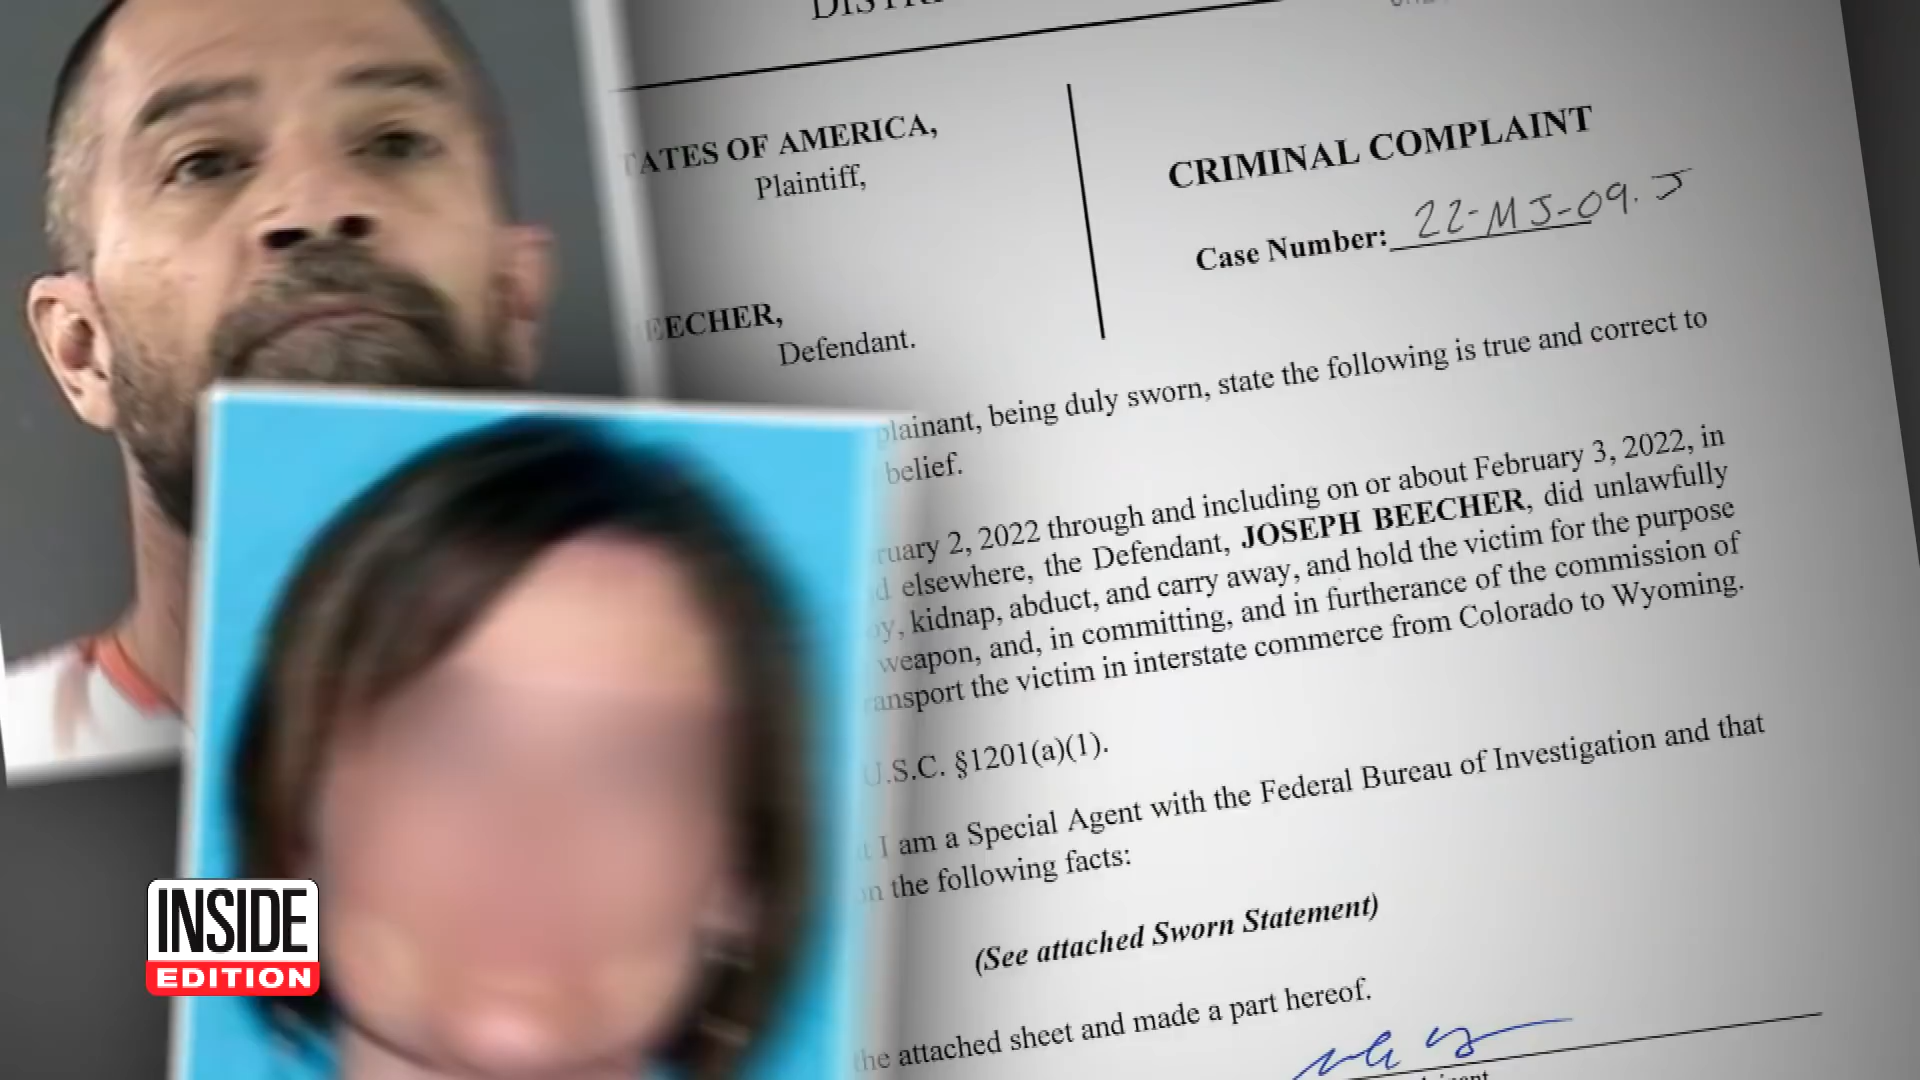 TATES OF AMERICA,
Plaintiff,
CRIMINAL COMPLAINT
Case Number: 22-MJ-09.J
EECHER,
Defendant.
plainant, being duly sworn, state the following is true and correct to
belief.
ruary 2, 2022 through and including on or about February 3, 2022, in
d elsewhere, the Defendant, JOSEPH BEECHER, did unlawfully
oy, kidnap, abduct, and carry away, and hold the victim for the purpose
weapon, and, in committing, and in furtherance of the commission of
ransport the victim in interstate commerce from Colorado to Wyoming.
U.S.C. §1201(a)(1).
t I am a Special Agent with the Federal Bureau of Investigation and that
on the following facts:
(See attached Sworn Statement)
the attached sheet and made a part hereof.
INSIDE
EDITION